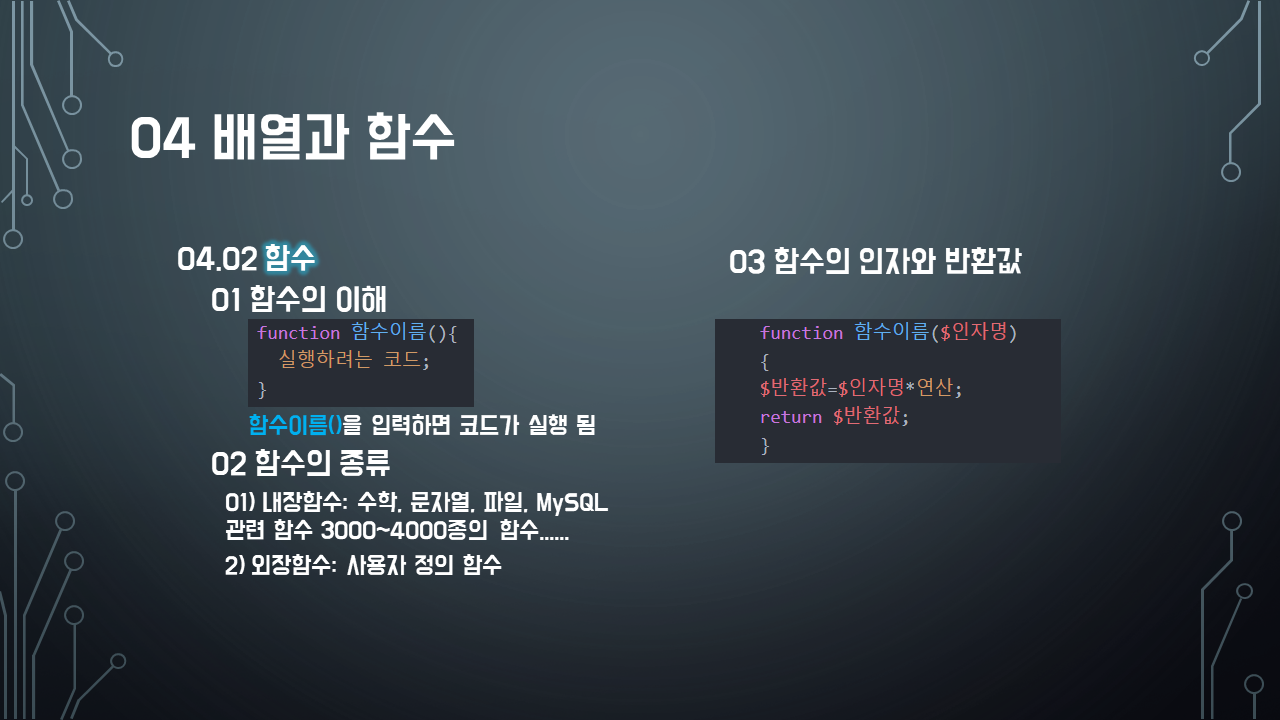 04 배열과 함수
04.02 함수
01 함수의 이해
function 함수이름(){
실행하려는 코드;
}
함수이름()을 입력하면 코드가 실행 됨
02 함수의 종류
01) 내장함수: 수학, 문자열, 파일, MySQL
관련 함수 3000~4000종의 함수……
2) 외장함수: 사용자 정의 함수
03 함수의 인자와 반환값
function 함수이름($인자명)
{
$반환값=$인자명*연산;
return $반환값;
}